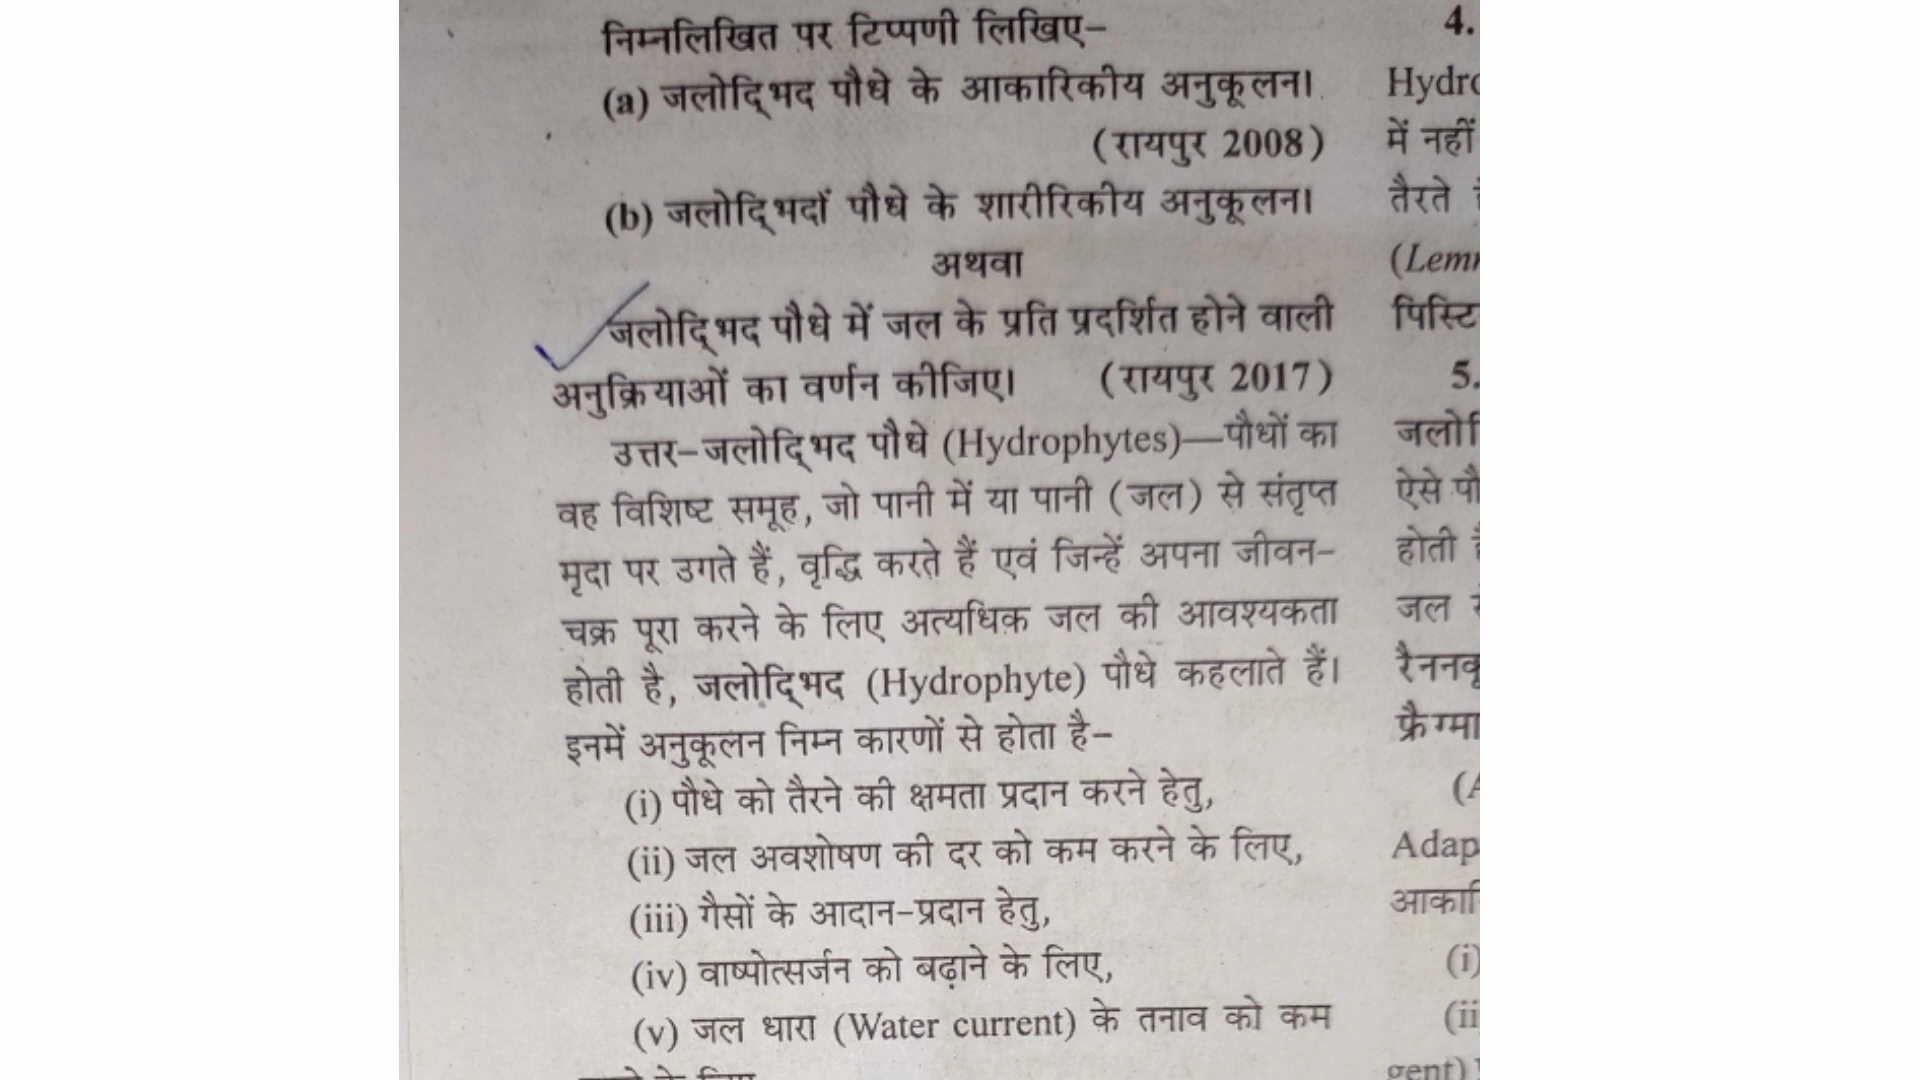 निम्नलिखित पर टिप्पणी लिखिए–
(a) जलोद्भिद पौधे के आकारिकीय अनुकूलन।
(रायपुर 2008)
(b) जलोद्भिदों पौधे के शारीरिकीय अनुकूलन।
अथवा
जलोद्भिद पौधे में जल के प्रति प्रदर्शित होने वाली
अनुक्रियाओं का वर्णन कीजिए। (रायपुर 2017)
उत्तर–जलोद्भिद पौधे (Hydrophytes)—पौधों का
वह विशिष्ट समूह, जो पानी में या पानी (जल) से संतृप्त
मृदा पर उगते हैं, वृद्धि करते हैं एवं जिन्हें अपना जीवन–
चक्र पूरा करने के लिए अत्यधिक जल की आवश्यकता
होती है, जलोद्भिद (Hydrophyte) पौधे कहलाते हैं।
इनमें अनुकूलन निम्न कारणों से होता है–
(i) पौधे को तैरने की क्षमता प्रदान करने हेतु,
(ii) जल अवशोषण की दर को कम करने के लिए,
(iii) गैसों के आदान–प्रदान हेतु,
(iv) वाष्पोत्सर्जन को बढ़ाने के लिए,
(v) जल धारा (Water current) के तनाव को कम
4.
में नहीं
तैरते
5.
ऐसे
होती
जल
(i)